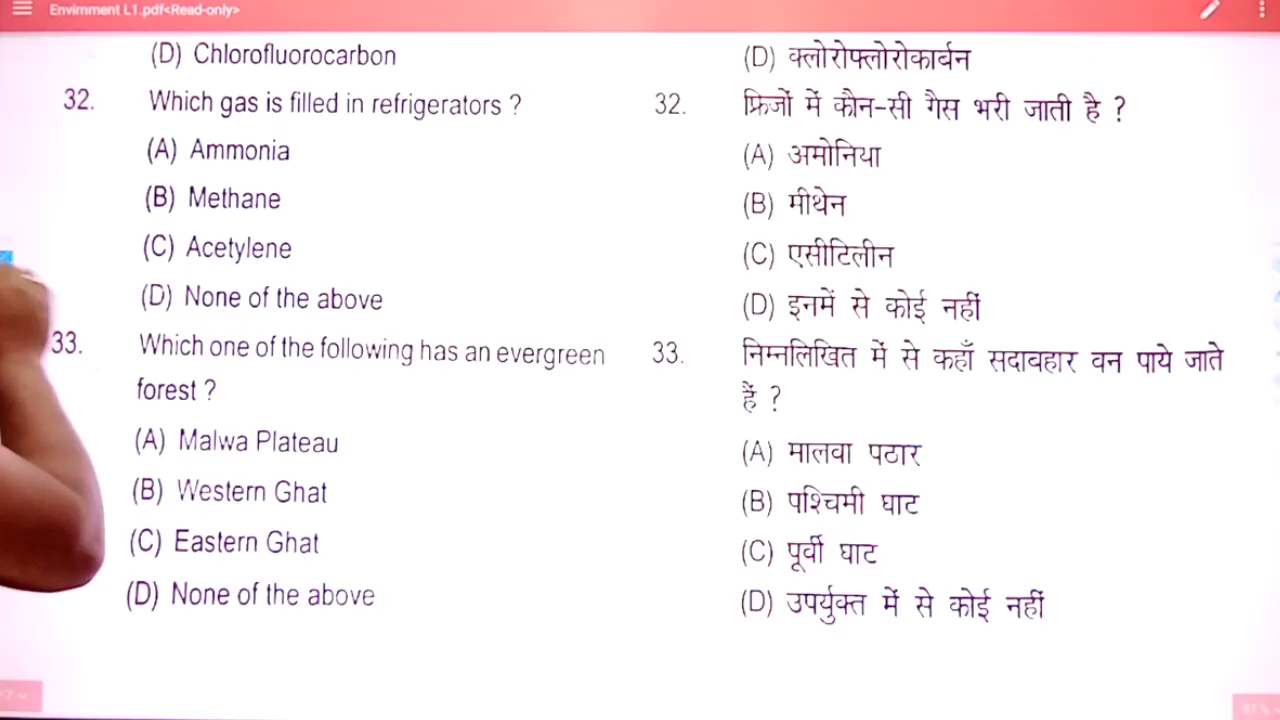 Envimment L1.pdf<Read-only>
(D) Chlorofluorocarbon
32. Which gas is filled in refrigerators ?
(A) Ammonia
(B) Methane
(C) Acetylene
(D) None of the above
33. Which one of the following has an evergreen
forest ?
(A) Malwa Plateau
(B) Western Ghat
(C) Eastern Ghat
(D) None of the above
(D) क्लोरोफ्लोरोकार्बन
32. फ्रिजों में कौन-सी गैस भरी जाती है ?
(A) अमोनिया
(B) मीथेन
(C) एसीटिलीन
(D) इनमें से कोई नहीं
33. निम्नलिखित में से कहाँ सदाबहार वन पाये जाते
हैं ?
(A) मालवा पठार
(B) पश्चिमी घाट
(C) पूर्वी घाट
(D) उपर्युक्त में से कोई नहीं